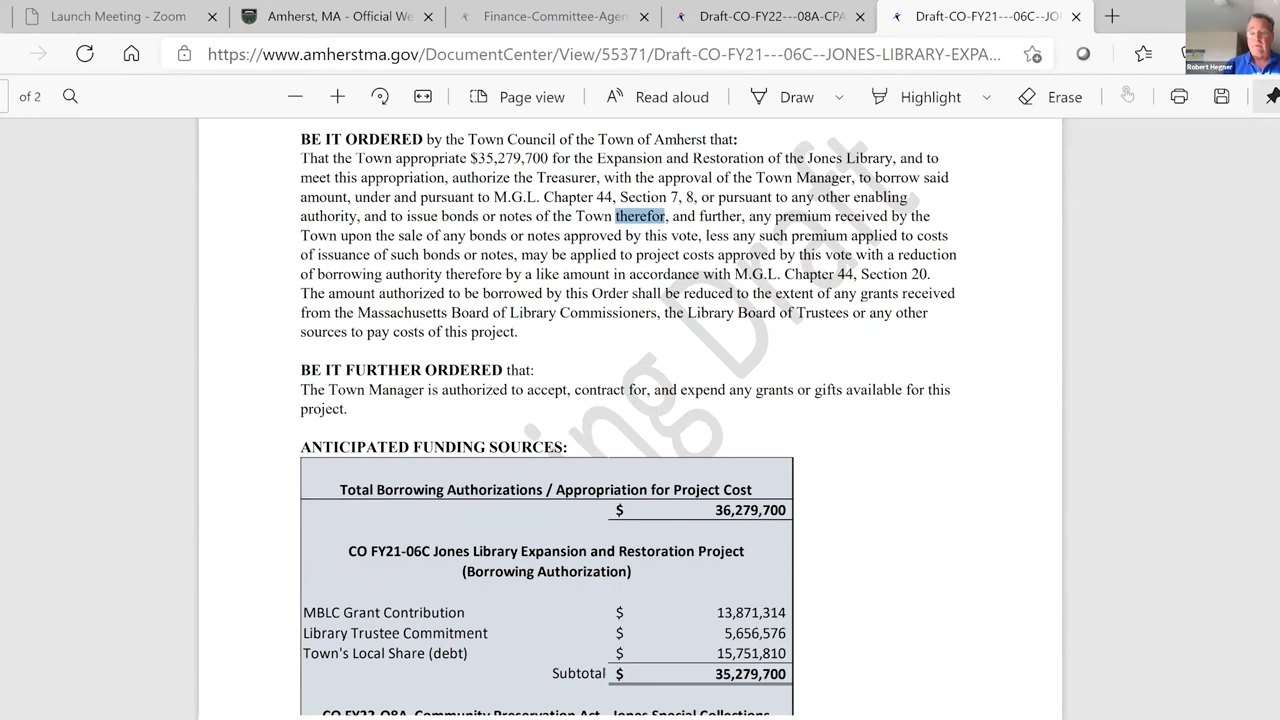 Launch Meeting - Zoom
Amherst, MA - Official We
Finance-Committee-Agen
Draft-CO-FY22---08A-CPA
Draft-CO-FY21---06C--JO
Robert Hegner
https://www.amherstma.gov/DocumentCenter/View/55371/Draft-CO-FY21---06C--JONES-LIBRARY-EXPA...
of 2
Page view
Read aloud
Draw
Highlight
Erase
BE IT ORDERED by the Town Council of the Town of Amherst that:
That the Town appropriate $35,279,700 for the Expansion and Restoration of the Jones Library, and to
meet this appropriation, authorize the Treasurer, with the approval of the Town Manager, to borrow said
amount, under and pursuant to M.G.L. Chapter 44, Section 7, 8, or pursuant to any other enabling
authority, and to issue bonds or notes of the Town therefor, and further, any premium received by the
Town upon the sale of any bonds or notes approved by this vote, less any such premium applied to costs
of issuance of such bonds or notes, may be applied to project costs approved by this vote with a reduction
of borrowing authority therefore by a like amount in accordance with M.G.L. Chapter 44, Section 20.
The amount authorized to be borrowed by this Order shall be reduced to the extent of any grants received
from the Massachusetts Board of Library Commissioners, the Library Board of Trustees or any other
sources to pay costs of this project.
BE IT FURTHER ORDERED that:
The Town Manager is authorized to accept, contract for, and expend any grants or gifts available for this
project.
ing Draft
ANTICIPATED FUNDING SOURCES:
Total Borrowing Authorizations / Appropriation for Project Cost
$ 36,279,700
CO FY21-06C Jones Library Expansion and Restoration Project
(Borrowing Authorization)
MBLC Grant Contribution $ 13,871,314
Library Trustee Commitment $ 5,656,576
Town's Local Share (debt) $ 15,751,810
Subtotal $ 35,279,700
CO FY22-08A Community Preservation Act - Jones Special Collections